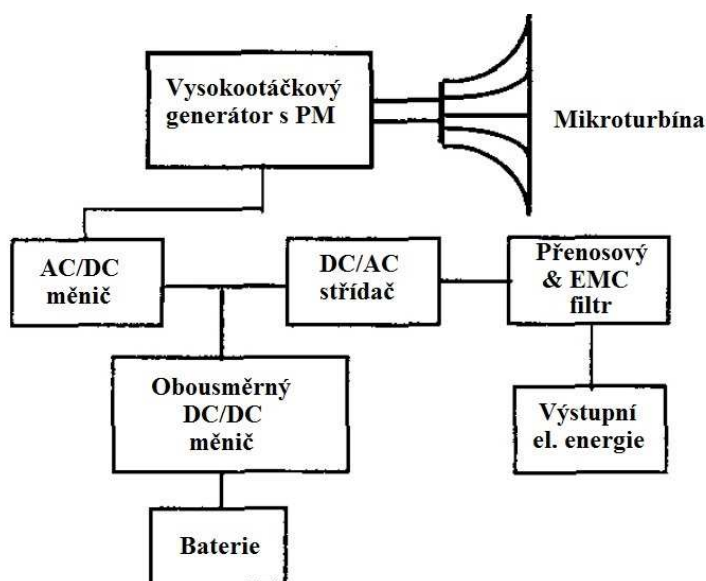 Vysokootáčkový
generátor s PM
Mikroturbína
AC/DC
měnič
DC/AC
střídač
Přenosový
& EMC
filtr
Obousměrný
DC/DC
měnič
Výstupní
el. energie
Baterie